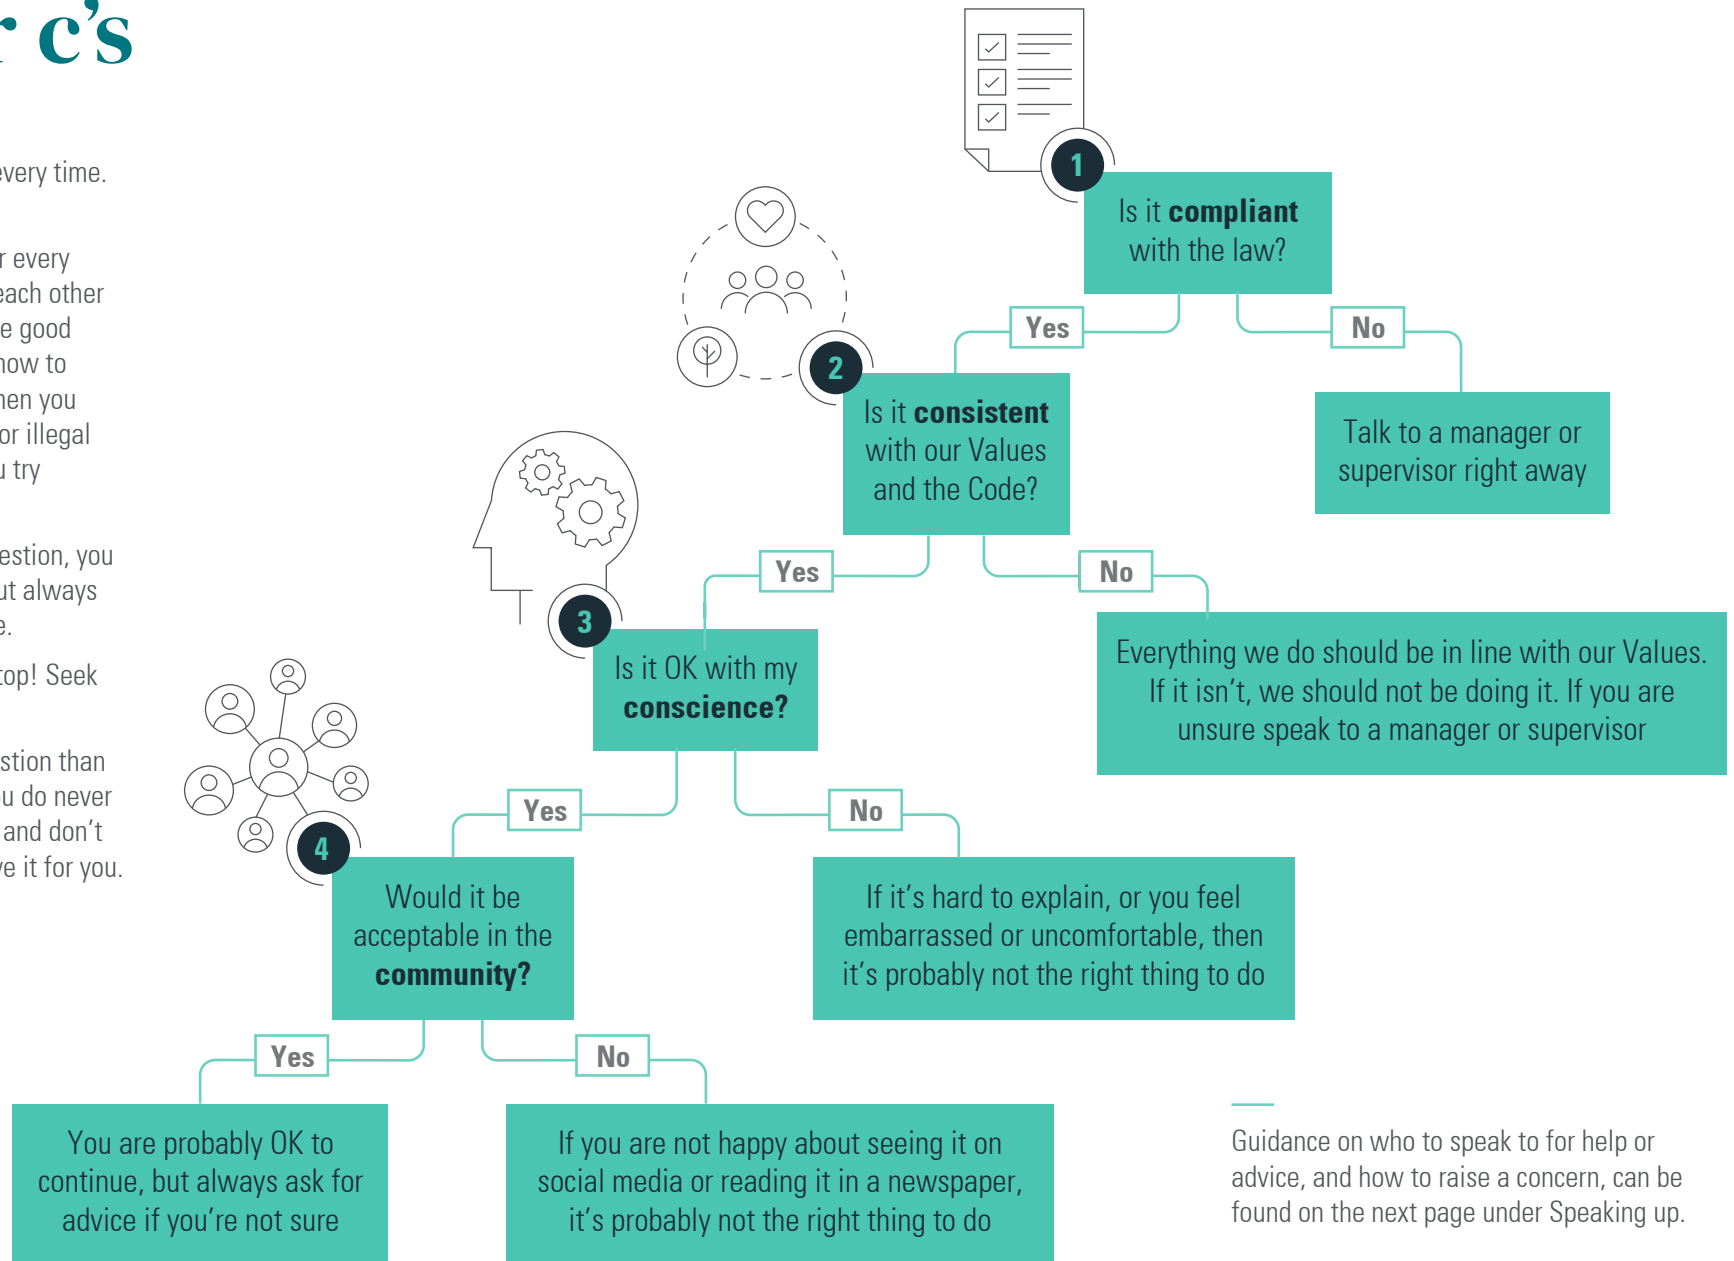 r c’s
every time.
r every
each other
e good
now to
hen you
or illegal
u try
estion, you
ut always
e.
top! Seek
stion than
ou do never
and don’t
ve it for you.
1
Is it compliant
with the law?
Yes
No
Talk to a manager or
supervisor right away
2
Is it consistent
with our Values
and the Code?
Yes
No
Everything we do should be in line with our Values.
If it isn’t, we should not be doing it. If you are
unsure speak to a manager or supervisor
3
Is it OK with my
conscience?
Yes
No
If it’s hard to explain, or you feel
embarrassed or uncomfortable, then
it’s probably not the right thing to do
4
Would it be
acceptable in the
community?
Yes
No
You are probably OK to
continue, but always ask for
advice if you’re not sure
If you are not happy about seeing it on
social media or reading it in a newspaper,
it’s probably not the right thing to do
Guidance on who to speak to for help or
advice, and how to raise a concern, can be
found on the next page under Speaking up.